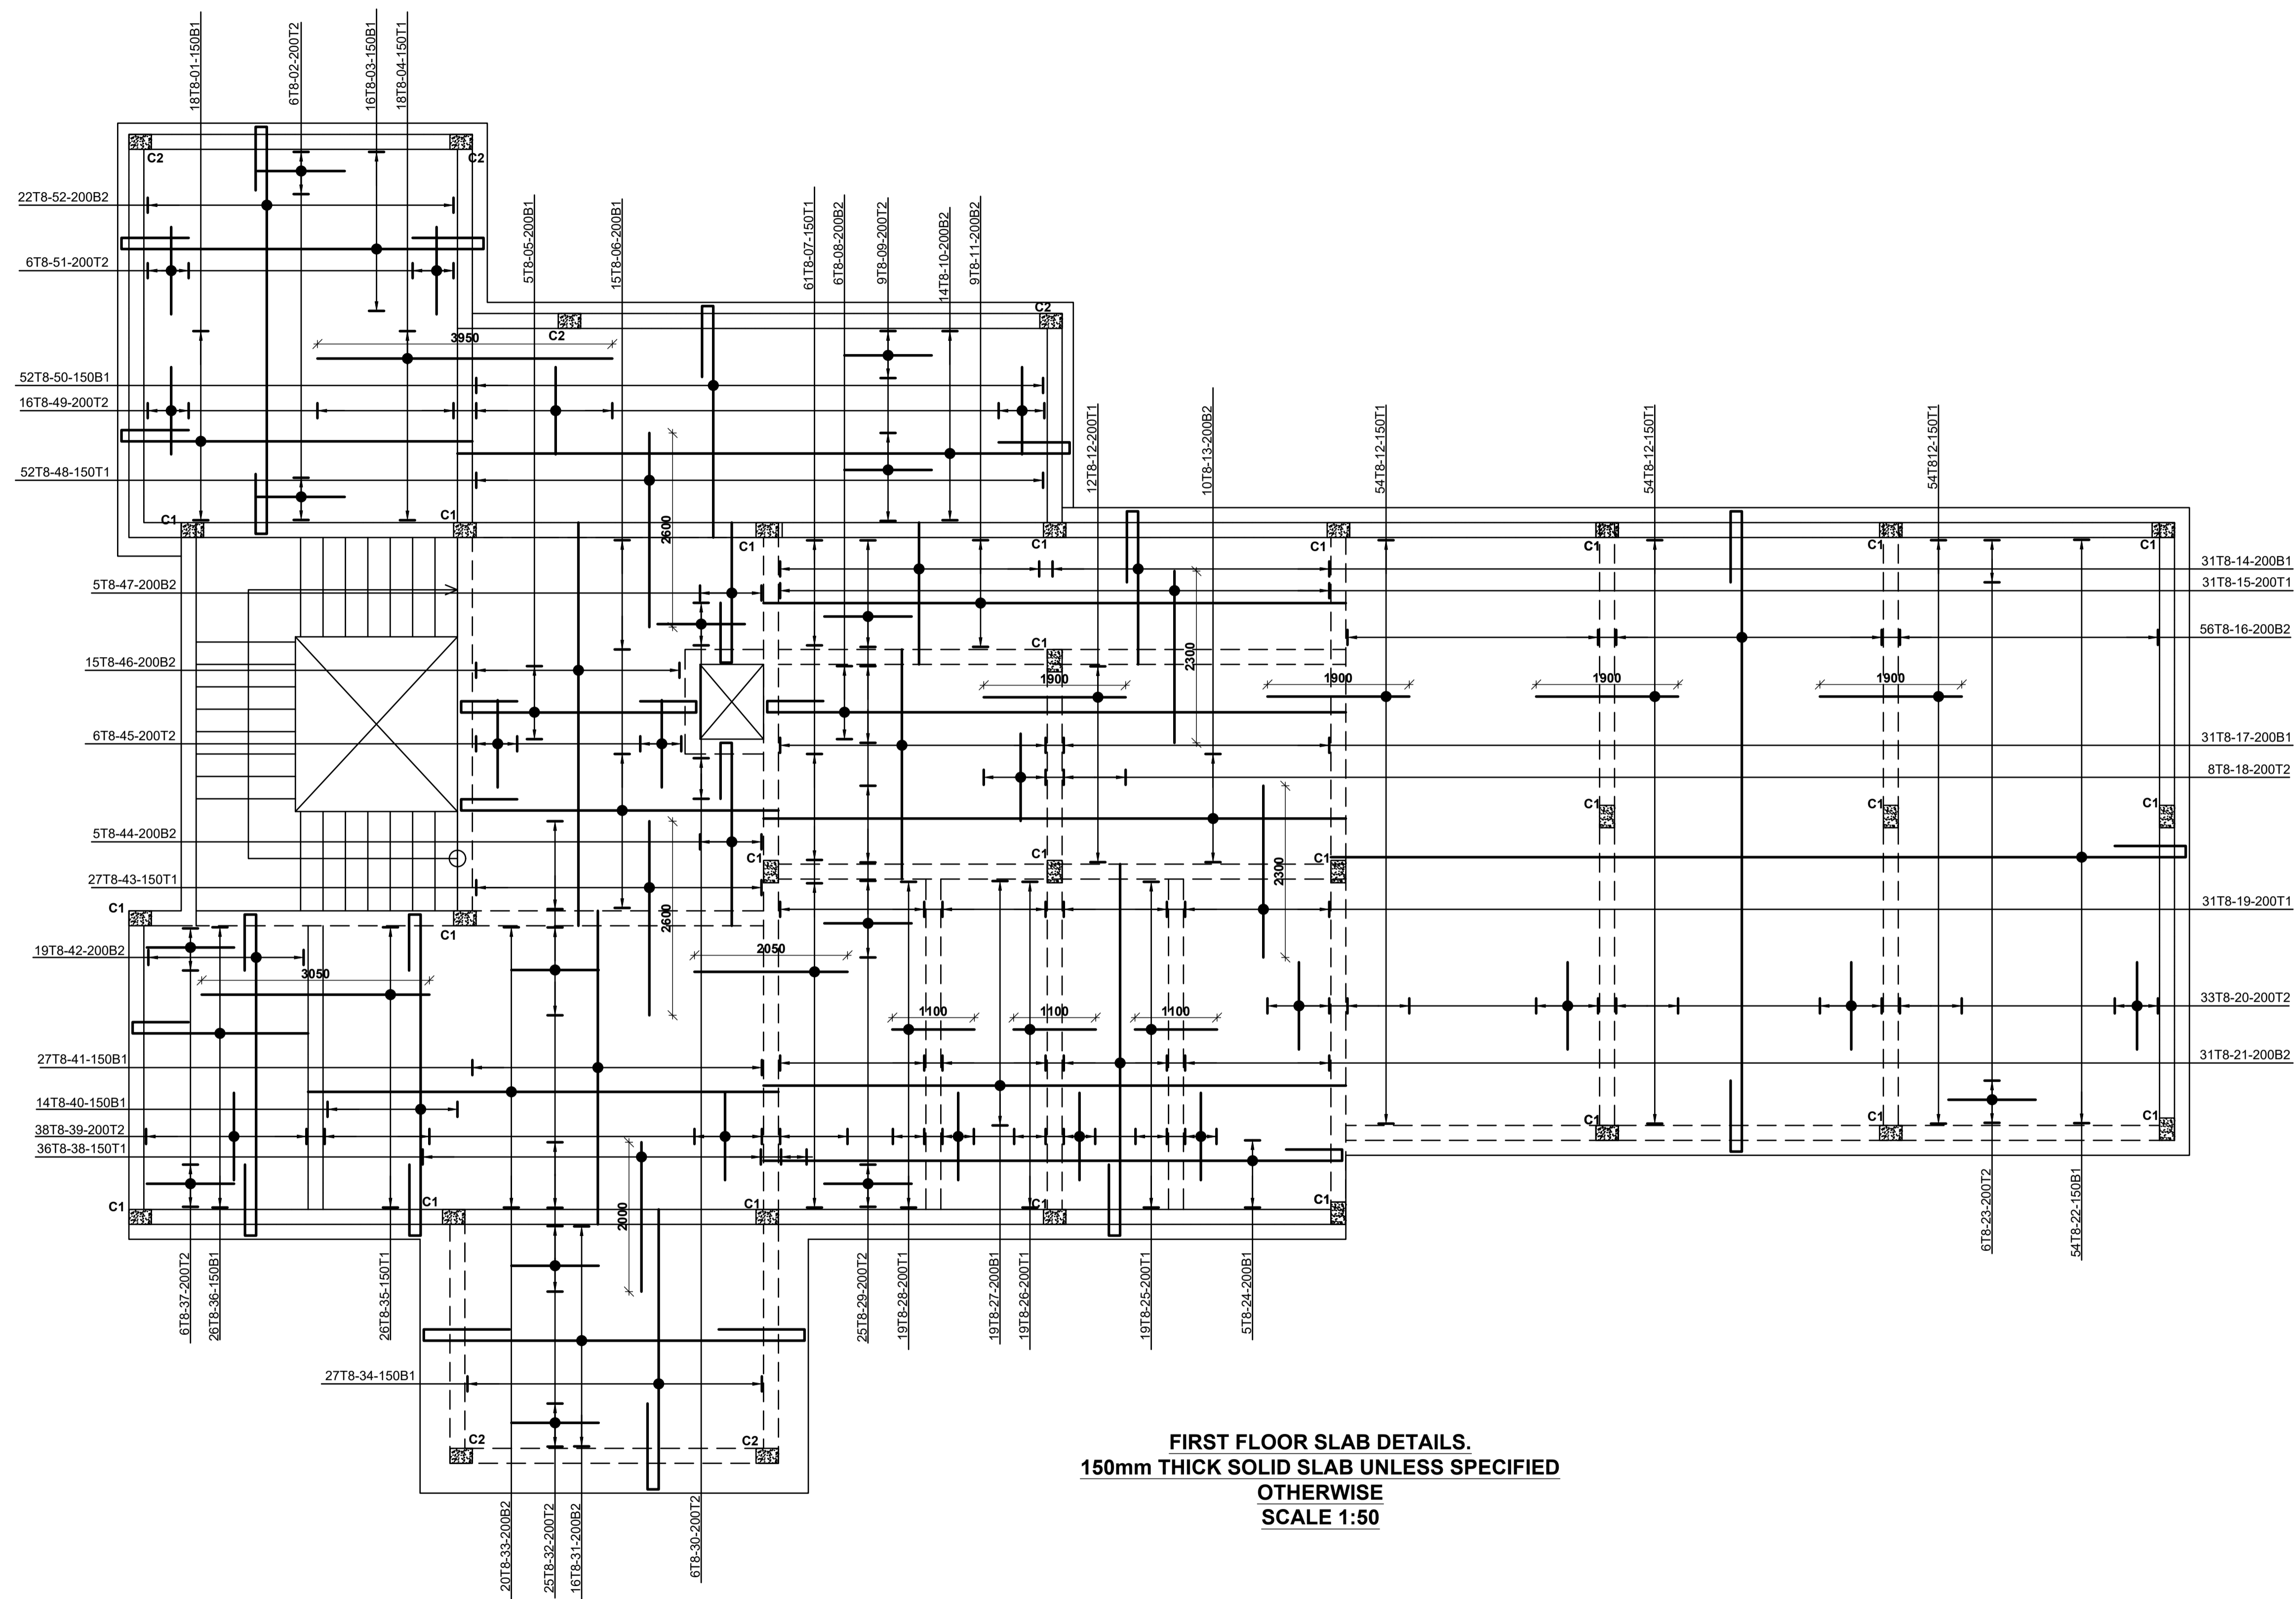 18T8-01-150B1
6T8-02-200T2
16T8-03-150B1
18T8-04-150T1
C2
C2
22T8-52-200B2
6T8-51-200T2
5T8-05-200B1
15T8-06-200B1
61T8-07-150T1
6T8-08-200B2
9T8-09-200T2
14T8-10-200B2
9T8-11-200B2
C2
C2
3950
52T8-50-150B1
16T8-49-200T2
52T8-48-150T1
12T8-12-200T1
10T8-13-200B2
54T8-12-150T1
54T8-12-150T1
54T812-150T1
2600
C1
C1
C1
C1
C1
C1
C1
C1
31T8-14-200B1
31T8-15-200T1
5T8-47-200B2
56T8-16-200B2
C1
2300
15T8-46-200B2
1900
1900
1900
1900
6T8-45-200T2
31T8-17-200B1
8T8-18-200T2
C1
C1
C1
5T8-44-200B2
C1
C1
C1
2300
27T8-43-150T1
2600
C1
C1
31T8-19-200T1
19T8-42-200B2
2050
3050
1100
1100
1100
33T8-20-200T2
27T8-41-150B1
31T8-21-200B2
14T8-40-150B1
38T8-39-200T2
36T8-38-150T1
C1
C1
C1
2000
C1
C1
C1
C1
C1
C1
6T8-23-200T2
54T8-22-150B1
6T8-37-200T2
26T8-36-150B1
26T8-35-150T1
25T8-29-200T2
19T8-28-200T1
19T8-27-200B1
19T8-26-200T1
19T8-25-200T1
5T8-24-200B1
27T8-34-150B1
C2
C2
20T8-33-200B2
25T8-32-200T2
16T8-31-200B2
6T8-30-200T2
FIRST FLOOR SLAB DETAILS.
150mm THICK SOLID SLAB UNLESS SPECIFIED
OTHERWISE
SCALE 1:50